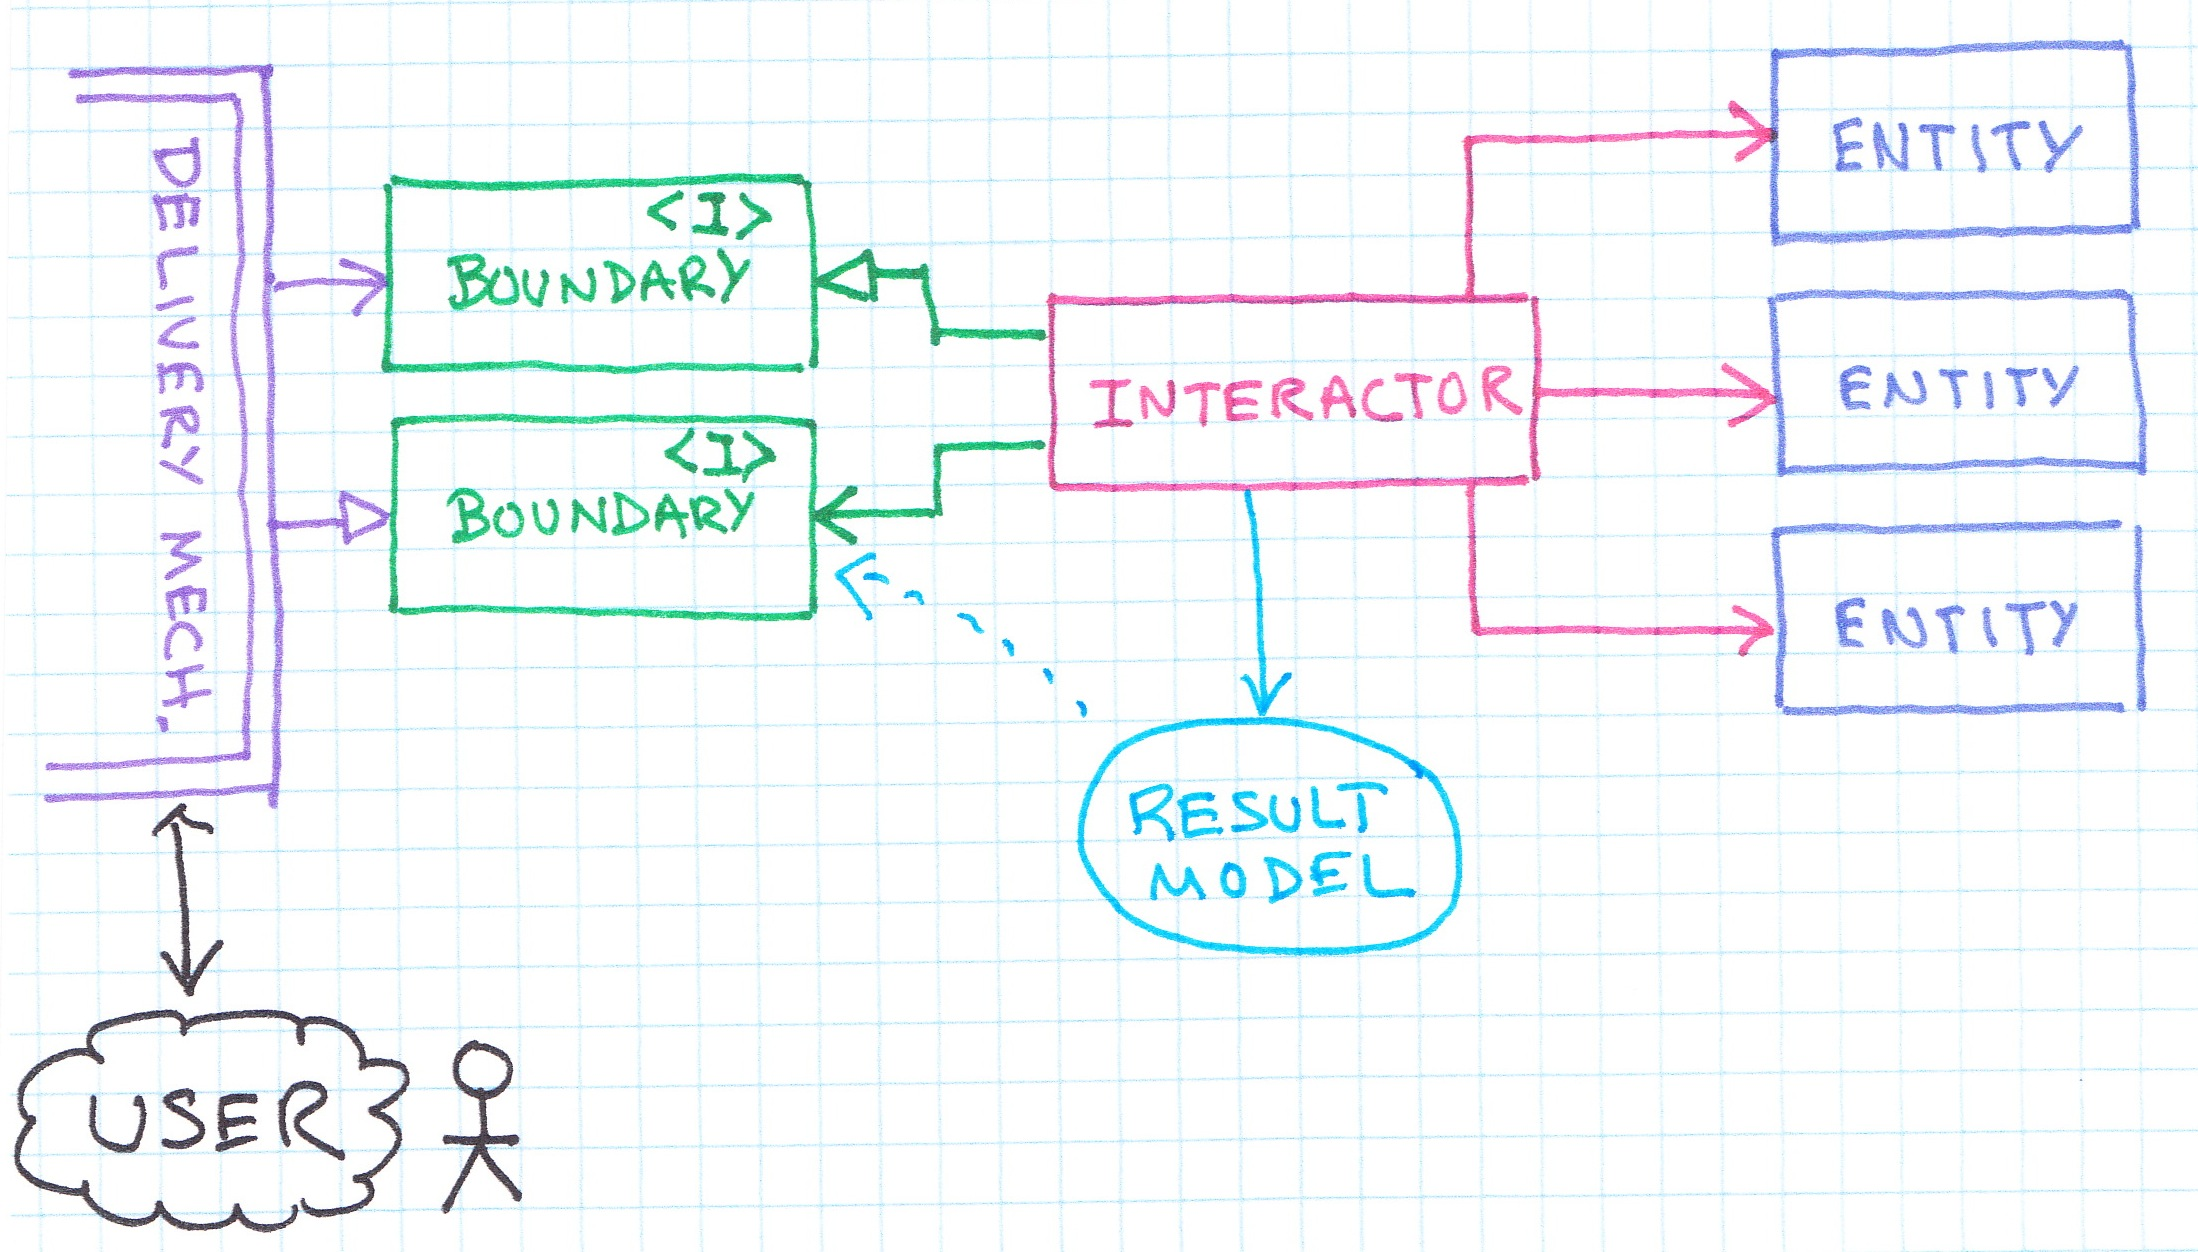 DELIVERY MECH.
<I>
BOUNDARY
<I>
BOUNDARY
INTERACTOR
ENTITY
ENTITY
ENTITY
RESULT
MODEL
USER